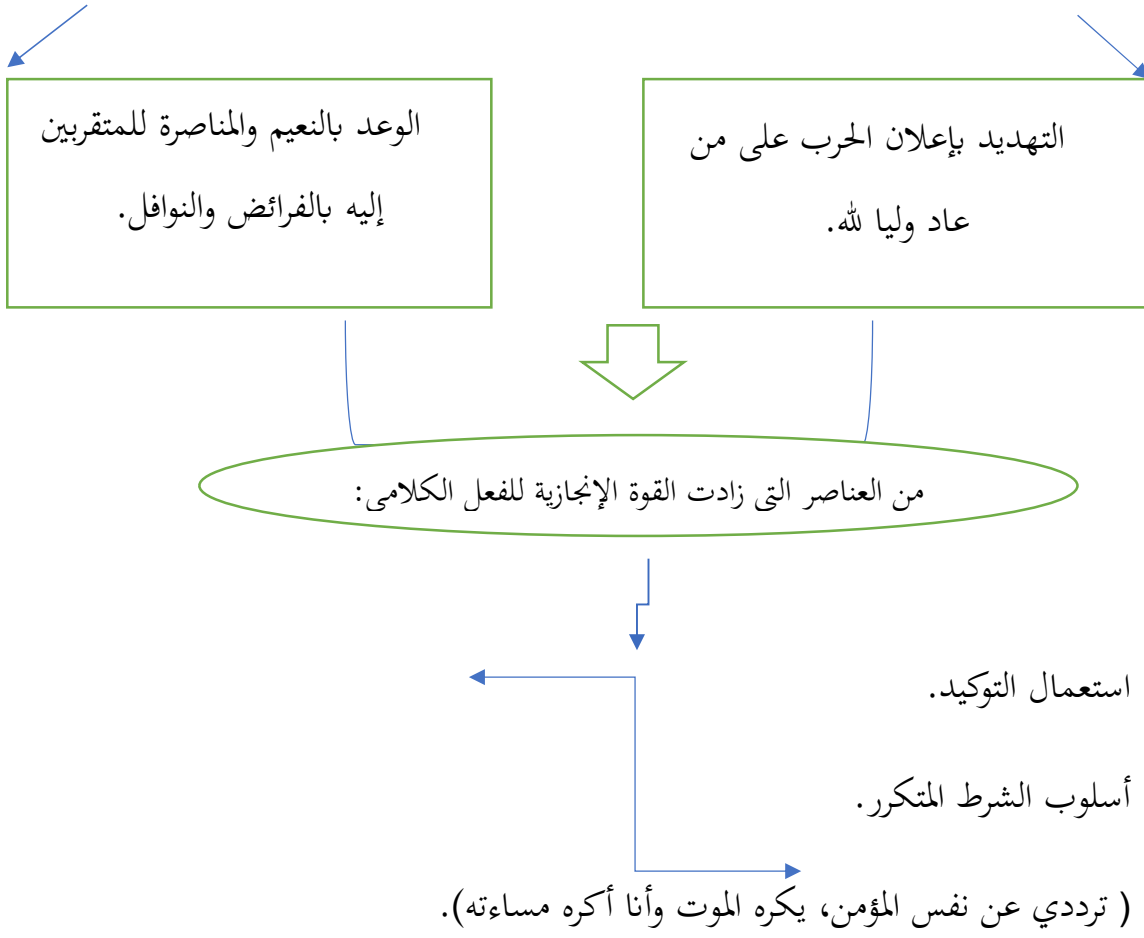 التهديد بإعلان الحرب على من
عاد وليا لله.
الوعد بالنعيم والمناصرة للمتقربين
إليه بالفرائض والنوافل.
من العناصر التي زادت القوة الإنجازية للفعل الكلامي:
استعمال التوكيد.
أسلوب الشرط المتكرر.
( ترددي عن نفس المؤمن، يكره الموت وأنا أكره مساءته).